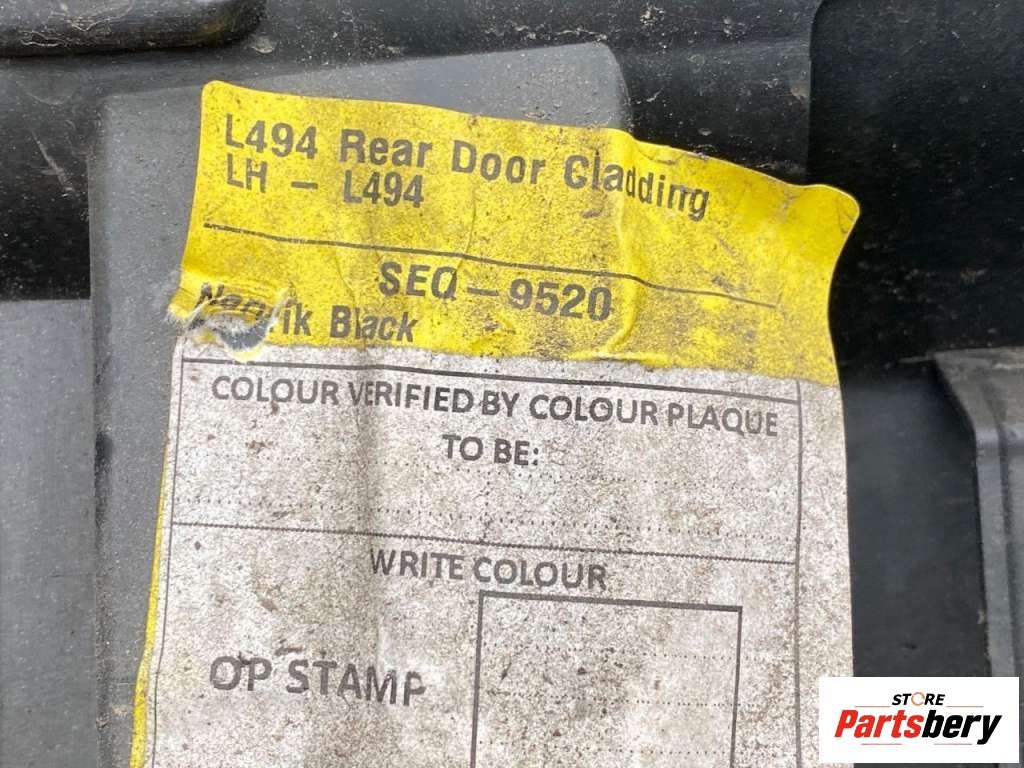 L494 Rear Door Cladding
LH - L494
SEQ - 9520
Black
COLOUR VERIFIED BY COLOUR PLAQUE
TO BE:
WRITE COLOUR
OP STAMP
STORE
Partsbery